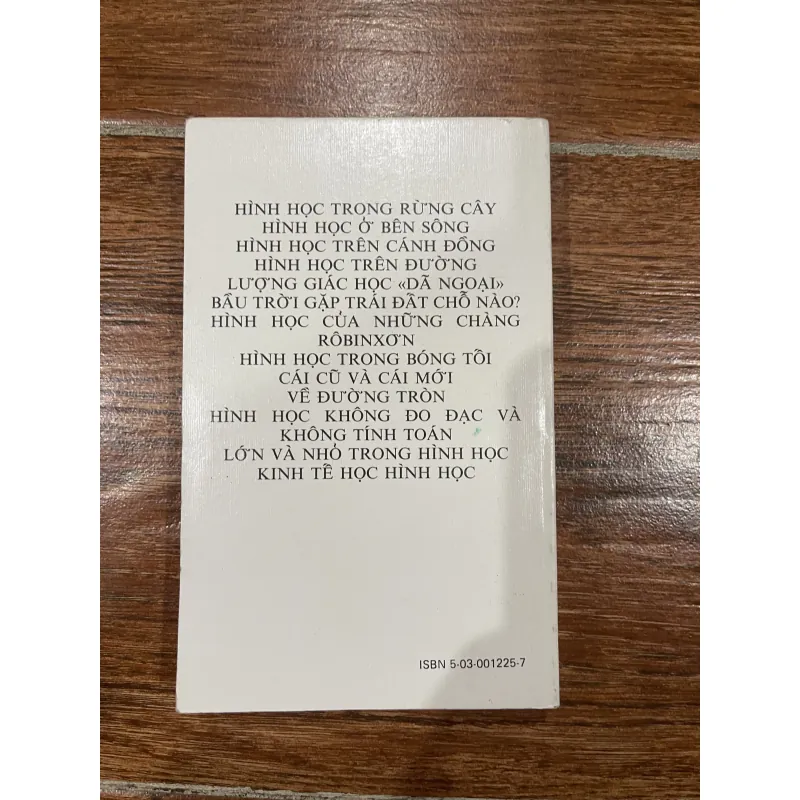 HÌNH HỌC TRONG RỪNG CÂY
HÌNH HỌC Ở BÊN SÔNG
HÌNH HỌC TRÊN CÁNH ĐỒNG
HÌNH HỌC TRÊN ĐƯỜNG
LƯỢNG GIÁC HỌC «DÃ NGOẠI»
BẦU TRỜI GẶP TRÁI ĐẤT CHỖ NÀO?
HÌNH HỌC CỦA NHỮNG CHÀNG
RÔBINXƠN
HÌNH HỌC TRONG BÓNG TỐI
CÁI CŨ VÀ CÁI MỚI
VỀ ĐƯỜNG TRÒN
HÌNH HỌC KHÔNG ĐO ĐẠC VÀ
KHÔNG TÍNH TOÁN
LỚN VÀ NHỎ TRONG HÌNH HỌC
KINH TẾ HỌC HÌNH HỌC
ISBN 5-03-001225-7